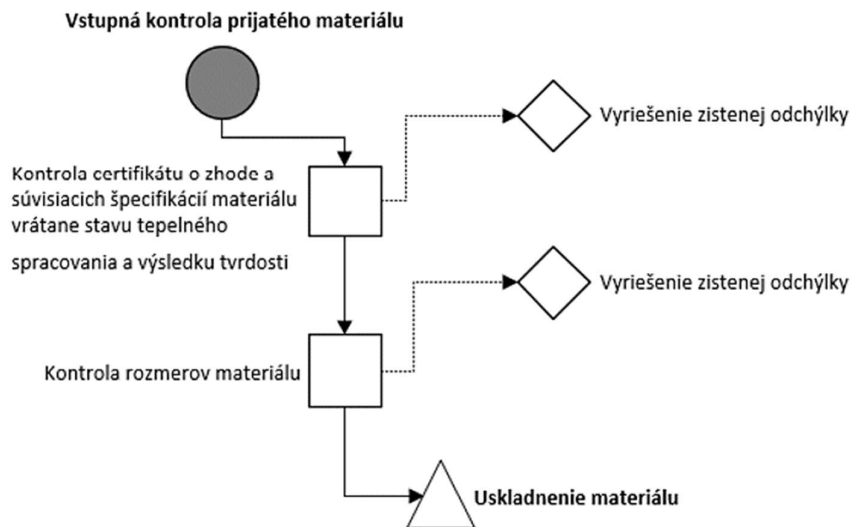 Vstupná kontrola prijatého materiálu
Vyriešenie zistenej odchýlky
Kontrola certifikátu o zhode a
súvisiacich špecifikácií materiálu
vrátane stavu tepelného
spracovania a výsledku tvrdosti
Vyriešenie zistenej odchýlky
Kontrola rozmerov materiálu
Uskladnenie materiálu